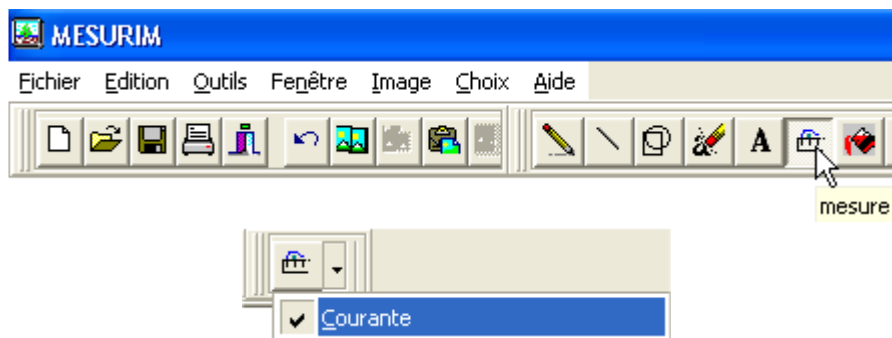 MESURIM
Fichier Edition Outils Fenêtre Image Choix Aide
A
mesure
Courante